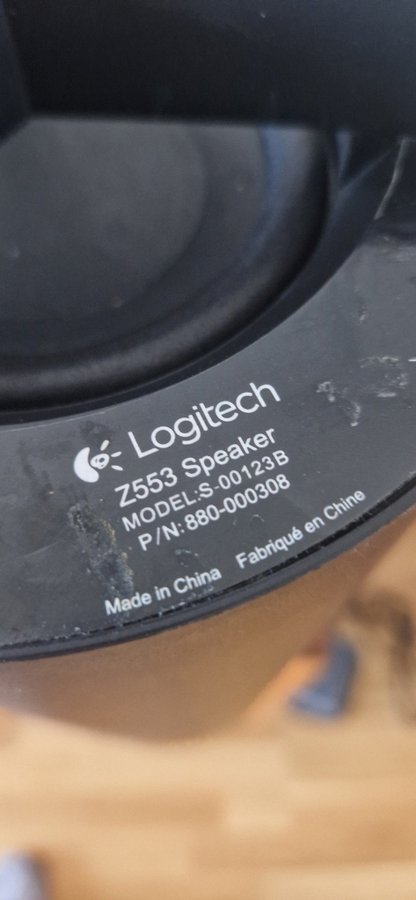 Logitech
Z553 Speaker
MODEL:S-00123B
P/N:880-000308
Made in China Fabriqué en Chine